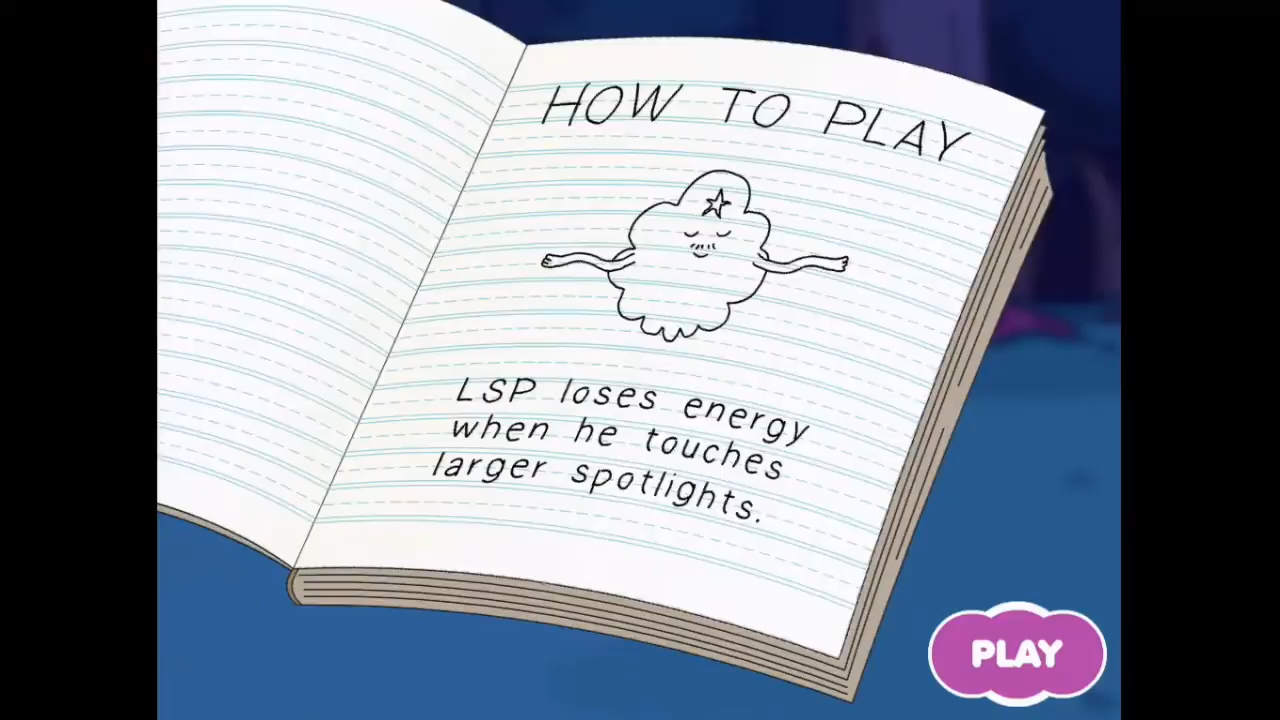 HOW TO PLAY
LSP loses energy
when he touches
larger spotlights.
PLAY